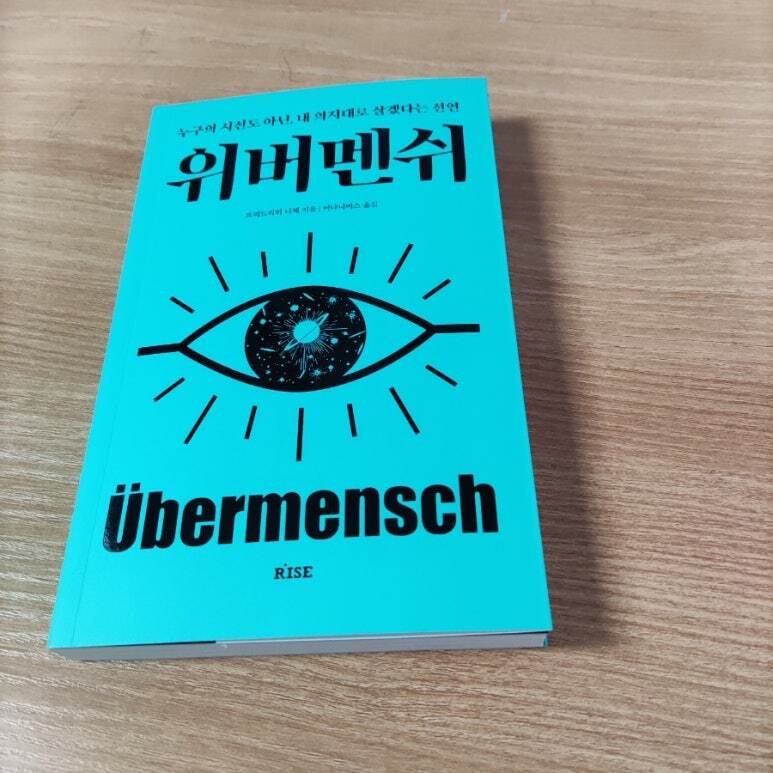 누구의 시선도 아닌, 내 의지대로 살겠다는 선언
위버멘쉬
프리드리히 니체 지음 | 어나니머스 옮김
Übermensch
RISE